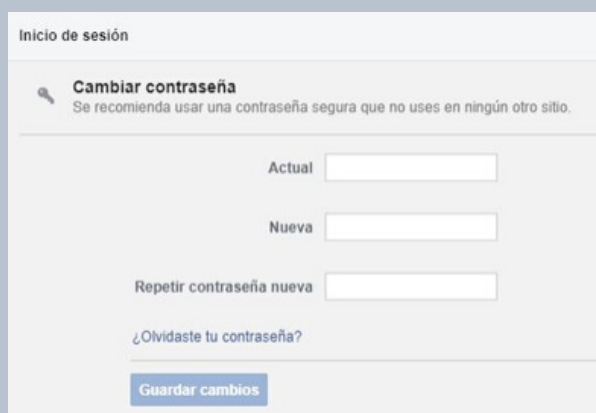 Inicio de sesión
Cambiar contraseña
Se recomienda usar una contraseña segura que no uses en ningún otro sitio.
Actual
Nueva
Repetir contraseña nueva
¿Olvidaste tu contraseña?
Guardar cambios